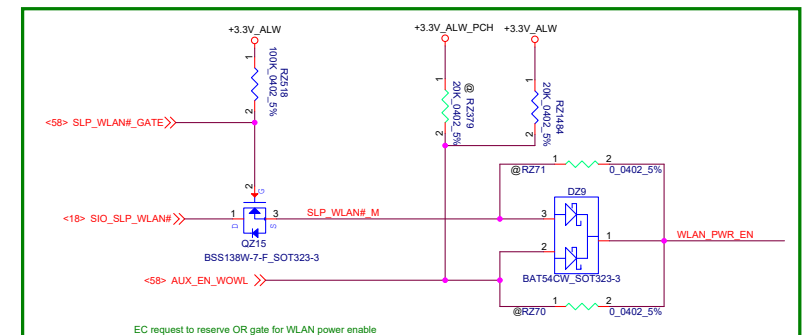 +3.3V_ALW
+3.3V_ALW_PCH
+3.3V_ALW
1
RZ518
100K_0402_5%
2
1
@ RZ379
20K_0402_5%
2
1
RZ1484
20K_0402_5%
2
<58> SLP_WLAN#_GATE
@RZ71
1
2
0_0402_5%
DZ9
2
G
<18> SIO_SLP_WLAN#
1
D
S
3
SLP_WLAN#_M
3
2
1
WLAN_PWR_EN
QZ15
BSS138W-7-F_SOT323-3
BAT54CW_SOT323-3
<58> AUX_EN_WOWL
@RZ70
1
2
0_0402_5%
EC request to reserve OR gate for WLAN power enable